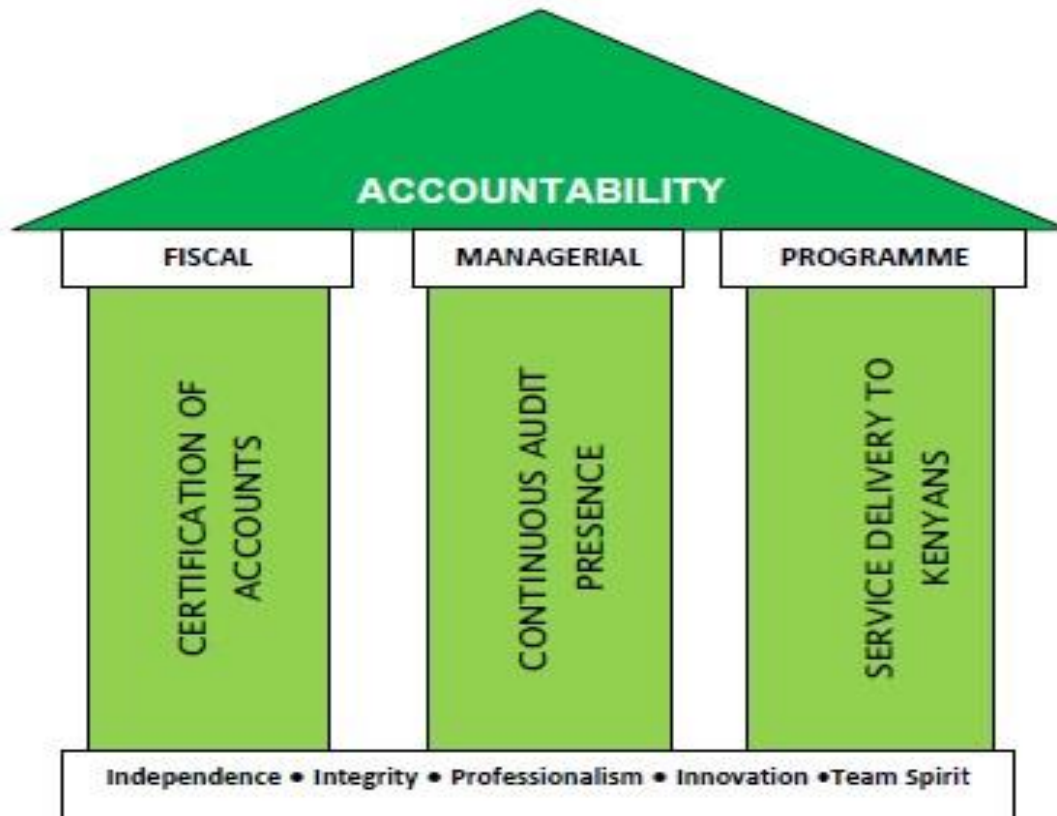 ACCOUNTABILITY
FISCAL
MANAGERIAL
PROGRAMME
CERTIFICATION OF
ACCOUNTS
CONTINUOUS AUDIT
PRESENCE
SERVICE DELIVERY TO
KENYANS
Independence • Integrity • Professionalism • Innovation •Team Spirit